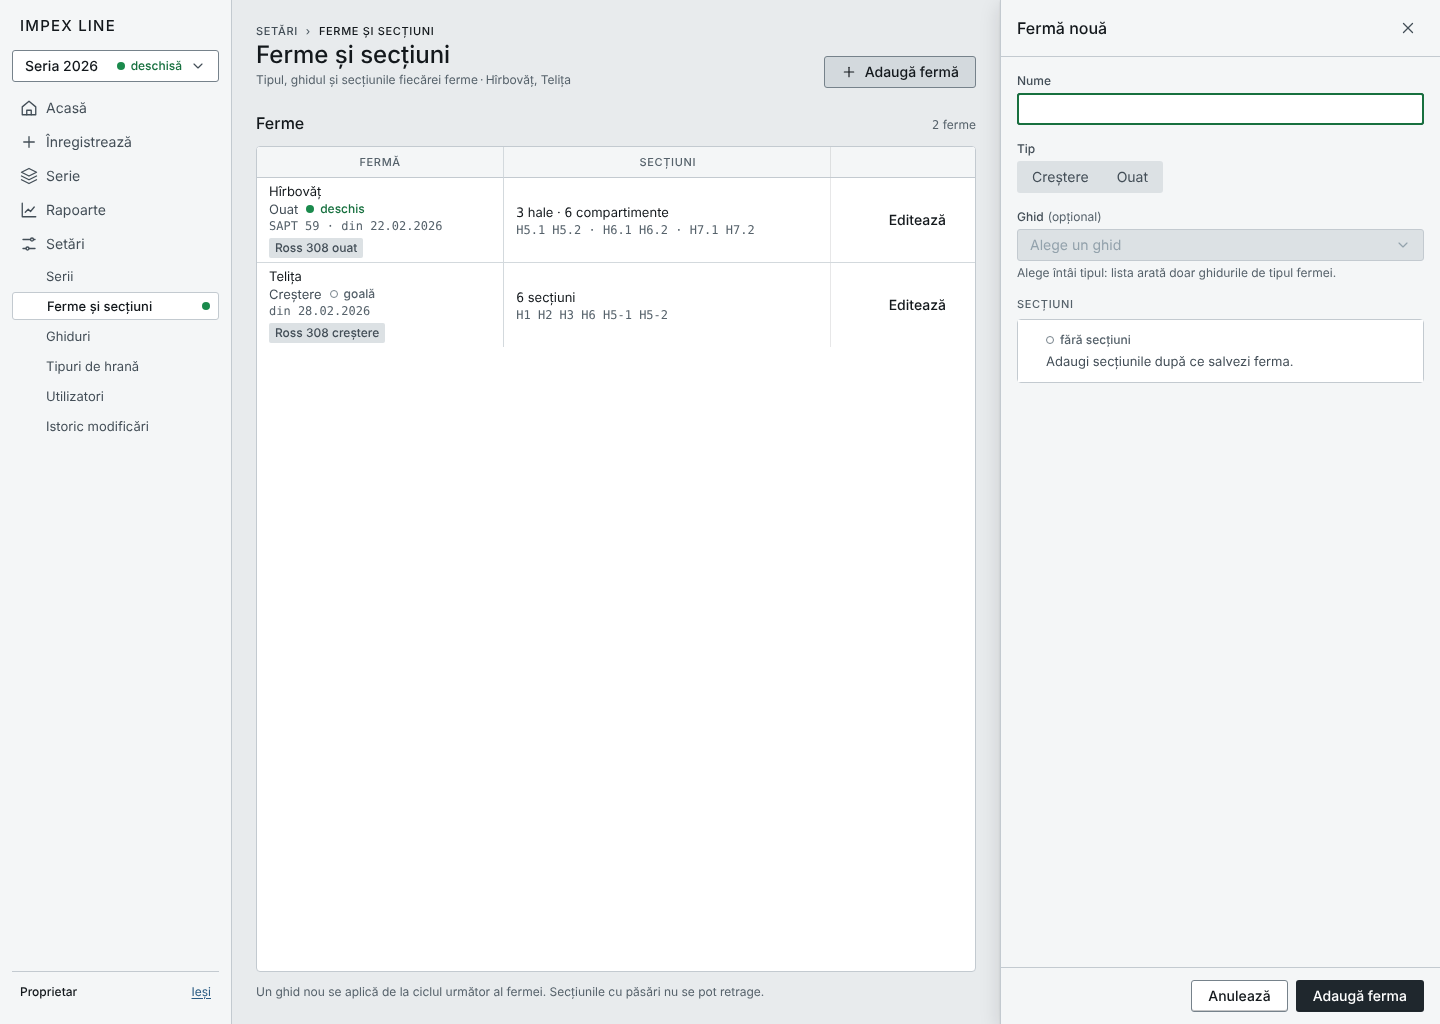 IMPEX LINE
Seria 2026 deschisă
Acasă
Înregistrează
Serie
Rapoarte
Setări
Serii
Ferme și secțiuni
Ghiduri
Tipuri de hrană
Utilizatori
Istoric modificări
Proprietar Ieși
SETĂRI › FERME ȘI SECȚIUNI
Ferme și secțiuni
Tipul, ghidul și secțiunile fiecărei ferme · Hîrbovăț, Telița
Adaugă fermă
Ferme
2 ferme
FERMĂ SECȚIUNI
Hîrbovăț
Ouat deschis
SAPT 59 · din 22.02.2026
Ross 308 ouat
3 hale · 6 compartimente
H5.1 H5.2 · H6.1 H6.2 · H7.1 H7.2
Editează
Telița
Creștere goală
din 28.02.2026
Ross 308 creștere
6 secțiuni
H1 H2 H3 H6 H5-1 H5-2
Editează
Un ghid nou se aplică de la ciclul următor al fermei. Secțiunile cu păsări nu se pot retrage.
Fermă nouă
Nume
Tip
Creștere Ouat
Ghid (opțional)
Alege un ghid
Alege întâi tipul: lista arată doar ghidurile de tipul fermei.
SECȚIUNI
fără secțiuni
Adaugi secțiunile după ce salvezi ferma.
Anulează Adaugă ferma